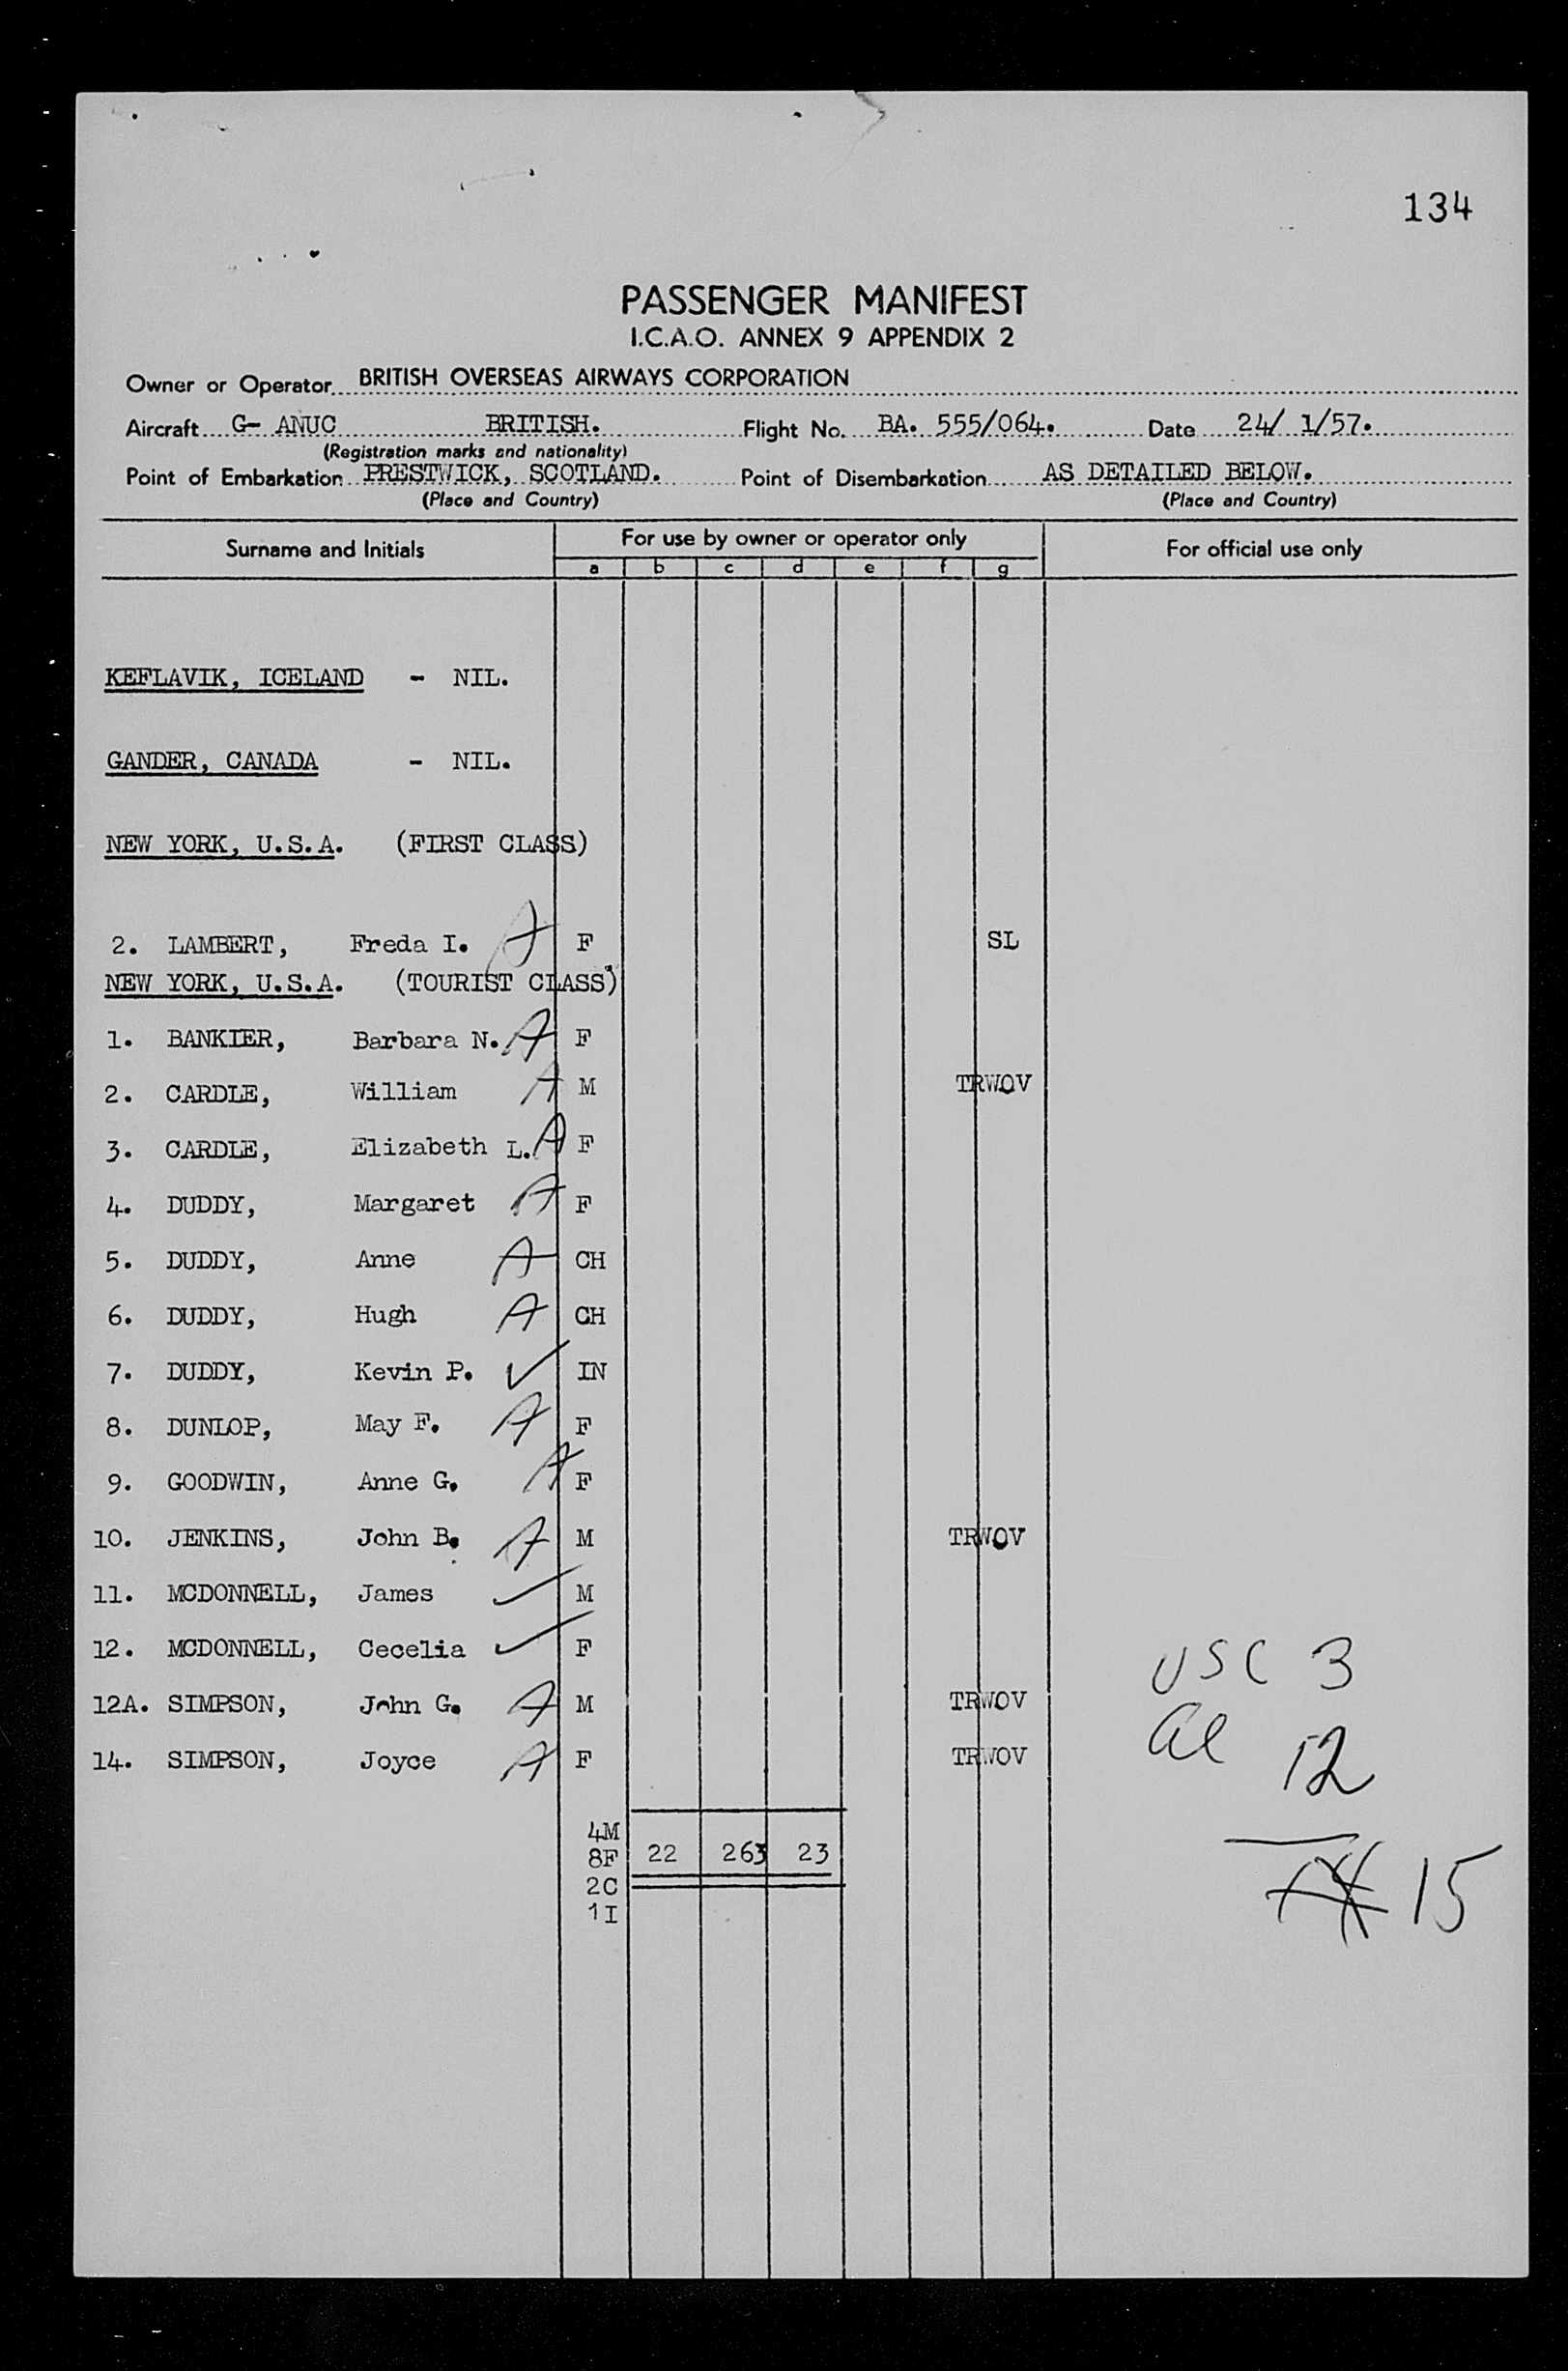 134
PASSENGER MANIFEST
I.C.A.O. ANNEX 9 APPENDIX 2
Owner or Operator BRITISH OVERSEAS AIRWAYS CORPORATION
Aircraft G- ANUC BRITISH. Flight No. BA. 555/064. Date 24/ 1/57.
(Registration marks and nationality)
Point of Embarkation PRESTWICK, SCOTLAND. Point of Disembarkation AS DETAILED BELOW.
(Place and Country) (Place and Country)
Surname and Initials For use by owner or operator only For official use only
a b c d e f g
KEFLAVIK, ICELAND - NIL.
GANDER, CANADA - NIL.
NEW YORK, U.S.A. (FIRST CLASS)
2. LAMBERT, Freda I. A F SL
NEW YORK, U.S.A. (TOURIST CLASS)
1. BANKIER, Barbara N. A F
2. CARDLE, William A M TRWOV
3. CARDLE, Elizabeth L. A F
4. DUDDY, Margaret A F
5. DUDDY, Anne A CH
6. DUDDY, Hugh A CH
7. DUDDY, Kevin P. ✓ IN
8. DUNLOP, May F. A F
9. GOODWIN, Anne G. A F
10. JENKINS, John B. A M TRWOV
11. MCDONNELL, James ✓ M
12. MCDONNELL, Cecelia ✓ F
USC 3
12A. SIMPSON, John G. A M TRWOV
al 12
14. SIMPSON, Joyce A F TRWOV
4M
8F 22 263 23
2C
15
1I